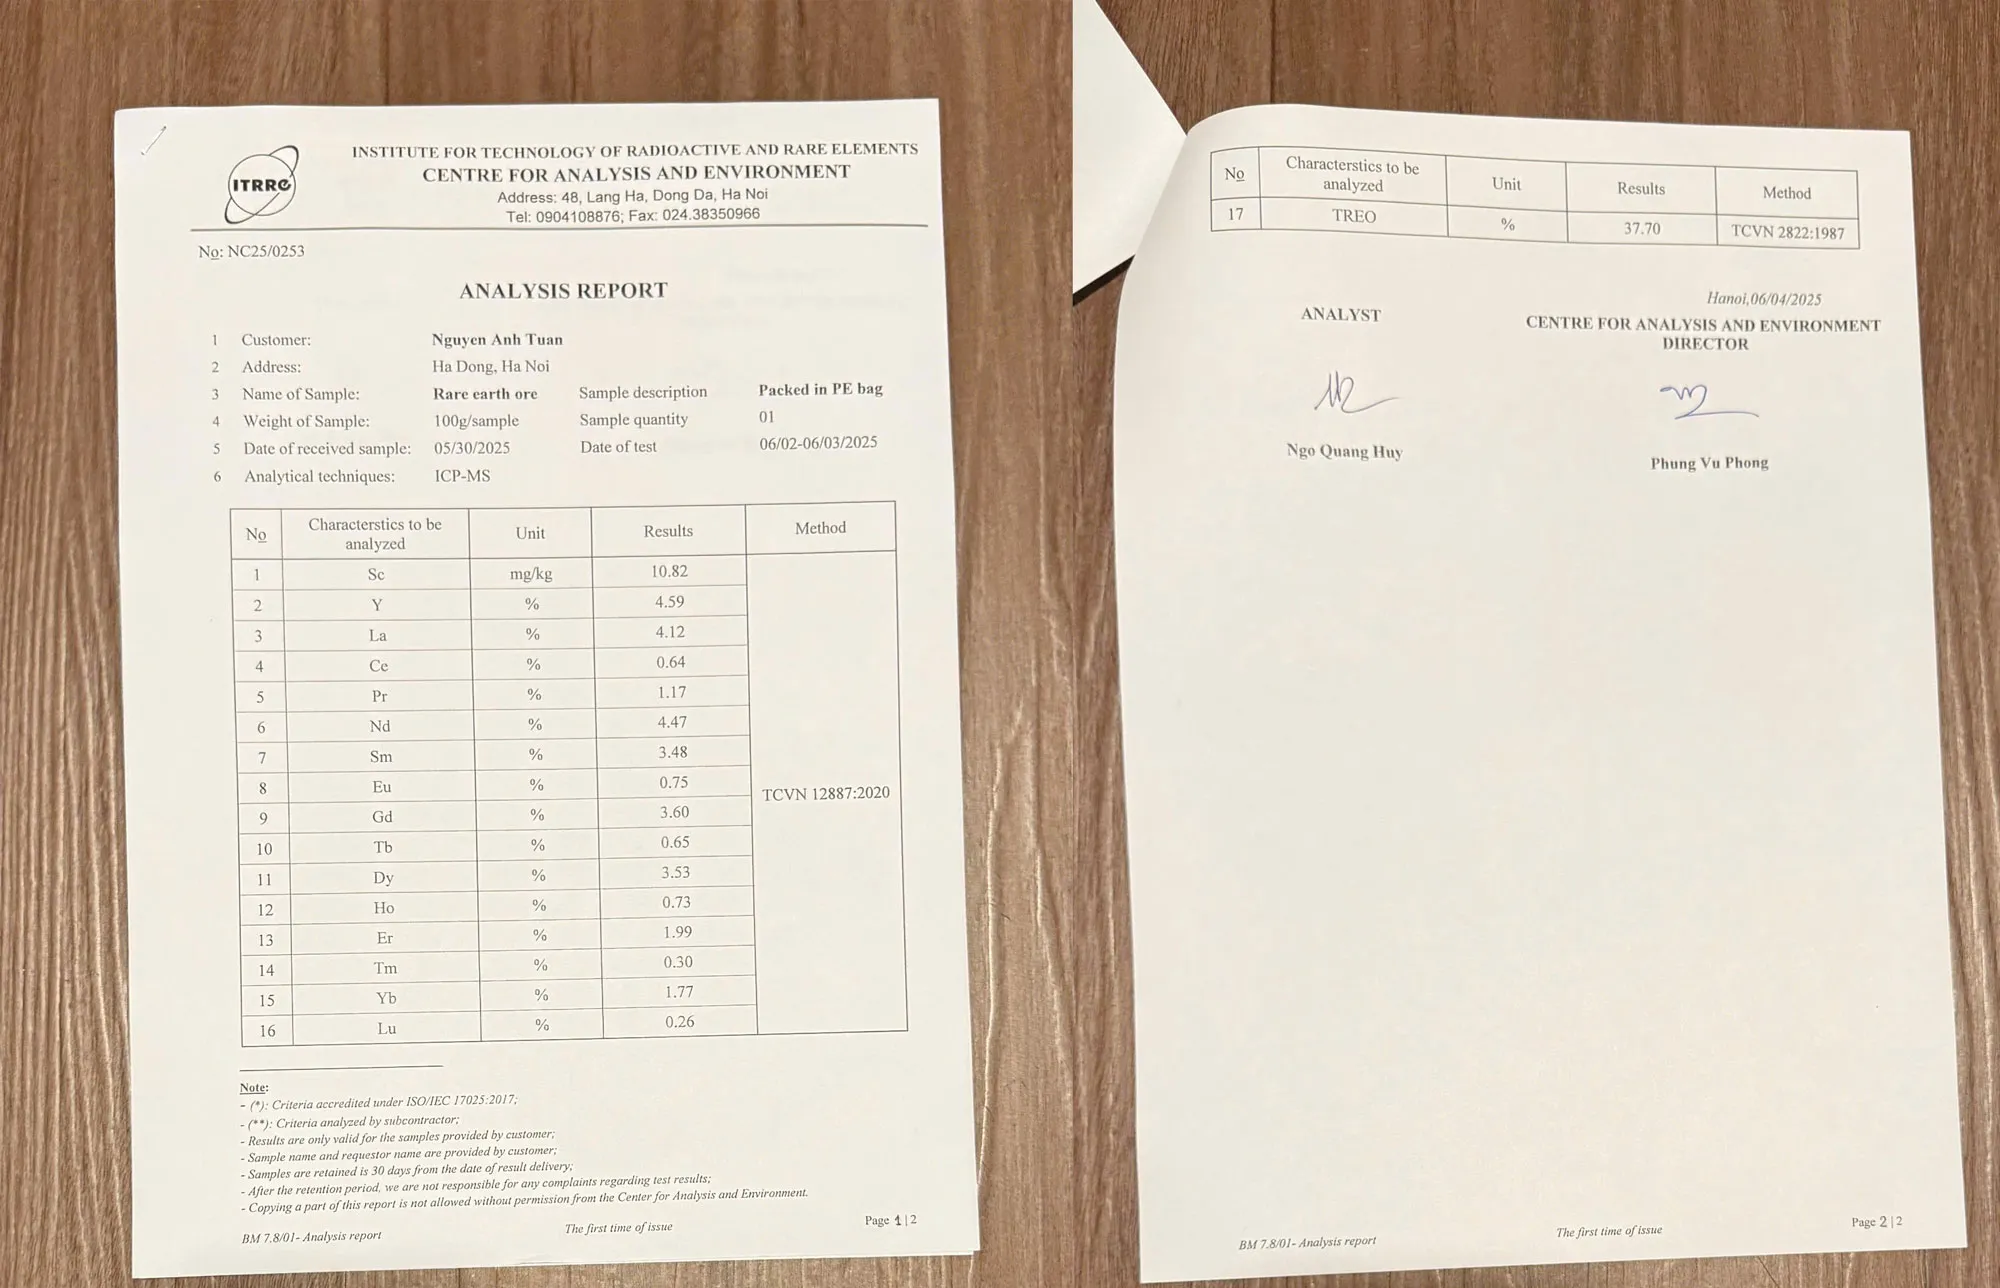 ITRRE
INSTITUTE FOR TECHNOLOGY OF RADIOACTIVE AND RARE ELEMENTS
CENTRE FOR ANALYSIS AND ENVIRONMENT
Address: 48, Lang Ha, Dong Da, Ha Noi
Tel: 0904108876; Fax: 024.38350966
No: NC25/0253
ANALYSIS REPORT
1 Customer: Nguyen Anh Tuan
2 Address: Ha Dong, Ha Noi
3 Name of Sample: Rare earth ore Sample description Packed in PE bag
4 Weight of Sample: 100g/sample Sample quantity 01
5 Date of received sample: 05/30/2025 Date of test 06/02-06/03/2025
6 Analytical techniques: ICP-MS
No Characterstics to be analyzed Unit Results Method
1 Sc mg/kg 10.82
2 Y % 4.59
3 La % 4.12
4 Ce % 0.64
5 Pr % 1.17
6 Nd % 4.47
7 Sm % 3.48
8 Eu % 0.75
9 Gd % 3.60
TCVN 12887:2020
10 Tb % 0.65
11 Dy % 3.53
12 Ho % 0.73
13 Er % 1.99
14 Tm % 0.30
15 Yb % 1.77
16 Lu % 0.26
Note:
- (*): Criteria accredited under ISO/IEC 17025:2017;
- (**): Criteria analyzed by subcontractor;
- Results are only valid for the samples provided by customer;
- Sample name and requestor name are provided by customer;
- Samples are retained is 30 days from the date of result delivery;
- After the retention period, we are not responsible for any complaints regarding test results;
- Copying a part of this report is not allowed without permission from the Center for Analysis and Environment.
BM 7.8/01- Analysis report The first time of issue Page 1|2
No Characterstics to be analyzed Unit Results Method
17 TREO % 37.70 TCVN 2822:1987
Hanoi,06/04/2025
ANALYST
CENTRE FOR ANALYSIS AND ENVIRONMENT
DIRECTOR
Ngo Quang Huy
Phung Vu Phong
BM 7.8/01- Analysis report The first time of issue Page 2|2